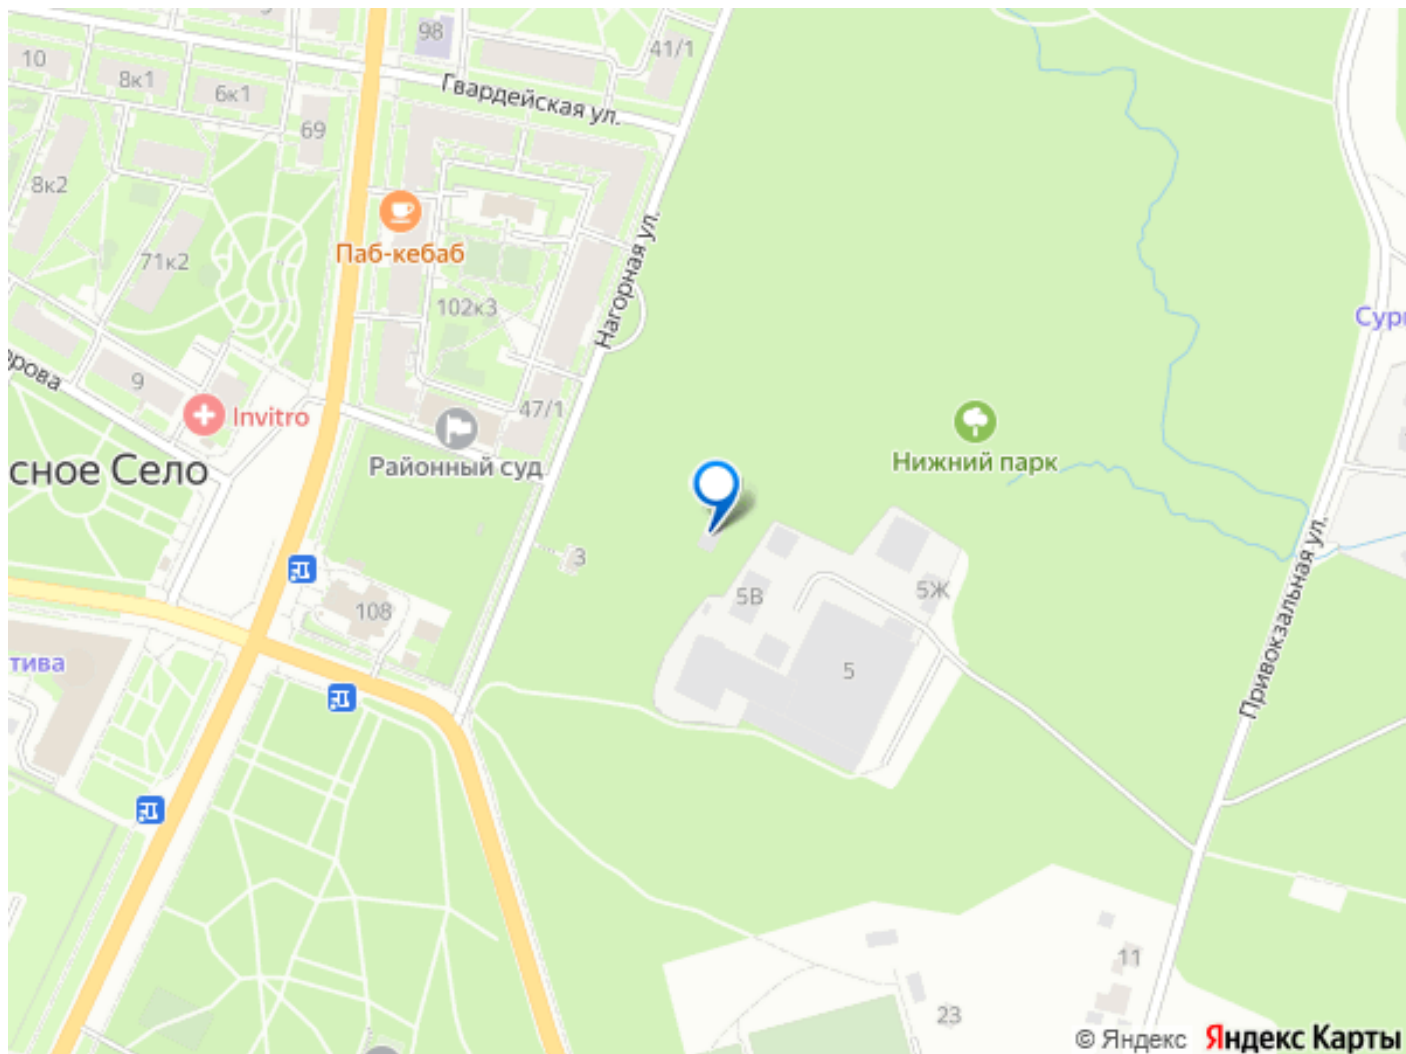 98
41/1
10
8к1
6к1
Гвардейская ул.
69
8к2
Паб-кебаб
71к2
102к3
Нагорная ул.
Сург
орова
9
Invitro
47/1
Районный суд
сное Село
Нижний парк
3
5В
5Ж
108
тива
5
Привокзальная ул.
11
23
© Яндекс Яндекс Карты